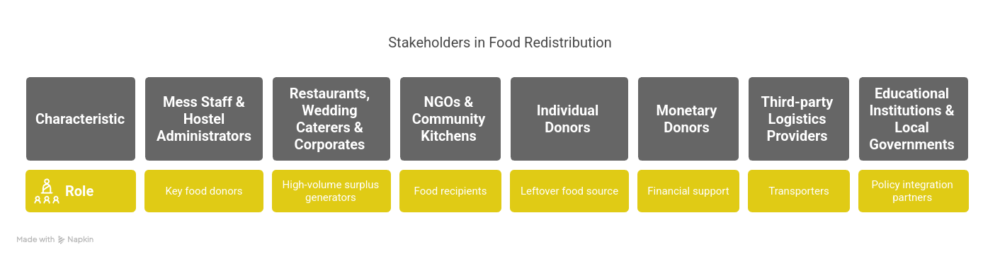 Stakeholders in Food Redistribution
Characteristic
Mess Staff &
Hostel
Administrators
Restaurants,
Wedding
Caterers &
Corporates
NGOs &
Community
Kitchens
Individual
Donors
Monetary
Donors
Third-party
Logistics
Providers
Educational
Institutions &
Local
Governments
Role
Key food donors
High-volume surplus
generators
Food recipients
Leftover food source
Financial support
Transporters
Policy integration
partners
Made with Napkin